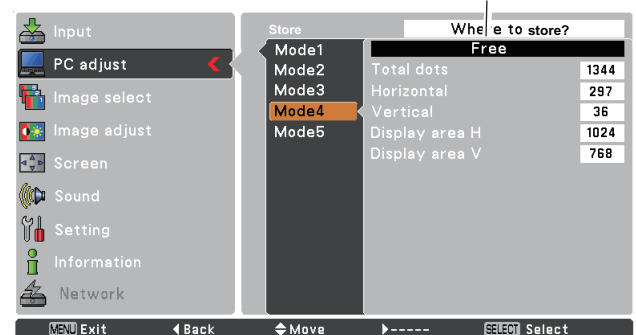 Input
PC adjust
Image select
Image adjust
Screen
Sound
Setting
Information
Network
Store
Where to store?
Mode1
Mode2
Mode3
Mode4
Mode5
Free
Total dots 1344
Horizontal 297
Vertical 36
Display area H 1024
Display area V 768
MENU Exit Back Move ----- SELECT Select